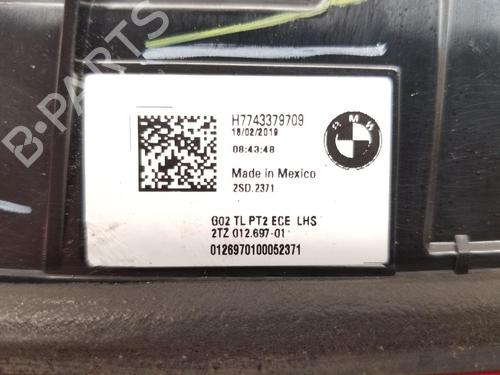 B-PARTS
H7743379709
18/02/2019
08:43:48
BMW
Made in Mexico
2SD.2371
G02 TL PT2 ECE LHS
2TZ 012.697-01
0126970100052371